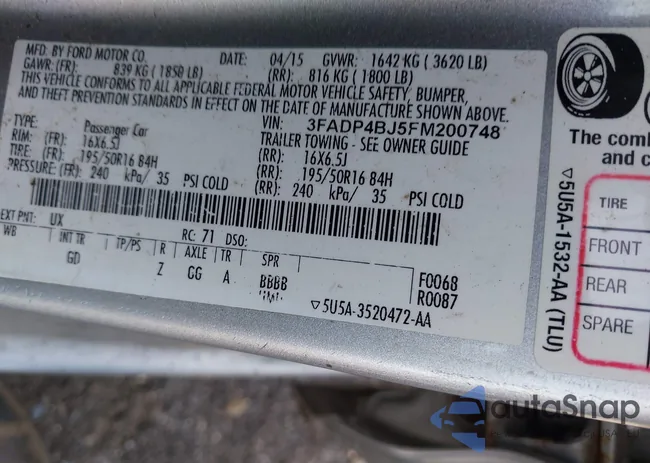 MFD. BY FORD MOTOR CO. DATE: 04/15 GVWR: 1642 KG ( 3620 LB)
GAWR: (FR): 839 KG ( 1850 LB) (RR): 816 KG ( 1800 LB)
THIS VEHICLE CONFORMS TO ALL APPLICABLE FEDERAL MOTOR VEHICLE SAFETY, BUMPER,
AND THEFT PREVENTION STANDARDS IN EFFECT ON THE DATE OF MANUFACTURE SHOWN ABOVE.
VIN: 3FADP4BJ5FM200748
TYPE: Passenger Car TRAILER TOWING - SEE OWNER GUIDE
RIM: (FR): 16X6.5J (RR): 16X6.5J
TIRE: (FR): 195/50R16 84H (RR): 195/50R16 84H
PRESSURE: (FR): 240 kPa/ 35 PSI COLD (RR): 240 kPa/ 35 PSI COLD
EXT PNT: UX RC: 71 DSO:
WB INT TR TP/PS R AXLE TR SPR
GD Z GG A BBBB F0068
R0087
▽5U5A-3520472-AA
The comb
and c
TIRE
FRONT
REAR
SPARE
▽5U5A-1532-AA (TLU)
autoSnap